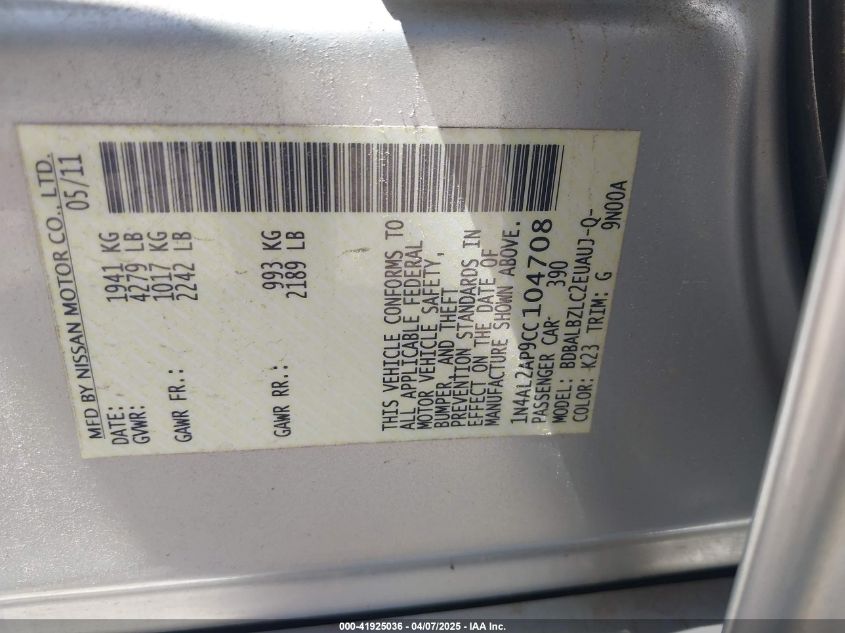 MFD BY NISSAN MOTOR CO., LTD.
DATE: 05/11
GVWR: 1941 KG
4279 LB
GAWR FR.: 1017 KG
2242 LB
GAWR RR.: 993 KG
2189 LB
THIS VEHICLE CONFORMS TO
ALL APPLICABLE FEDERAL
MOTOR VEHICLE SAFETY,
BUMPER, AND THEFT
PREVENTION STANDARDS IN
EFFECT ON THE DATE OF
MANUFACTURE SHOWN ABOVE.
1N4AL2AP9CC104708
PASSENGER CAR- 390
MODEL: BDBALBZLC2EUAUJ-Q-
COLOR: K23 TRIM: G 9N00A
000-41925036 - 04/07/2025 - IAA Inc.